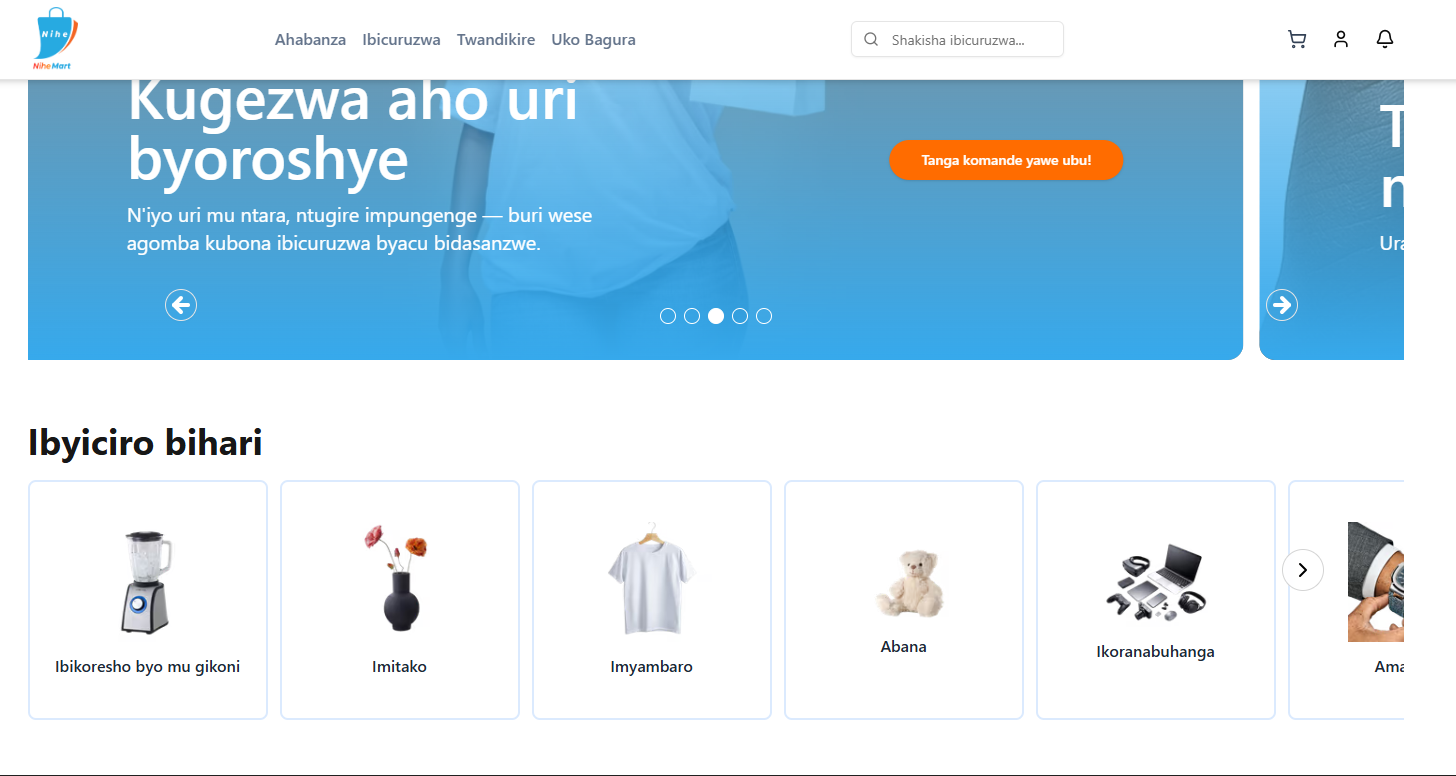 Nihe
Nihe Mart
Ahabanza Ibicuruzwa Twandikire Uko Bagura
Shakisha ibicuruzwa...
Kugezwa aho uri
byoroshye
N'iyo uri mu ntara, ntugire impungenge — buri wese
agomba kubona ibicuruzwa byacu bidasanzwe.
Tanga komande yawe ubu!
Ibyiciro bihari
Ibikoresho byo mu gikoni
Imitako
Imyambaro
Abana
Ikoranabuhanga